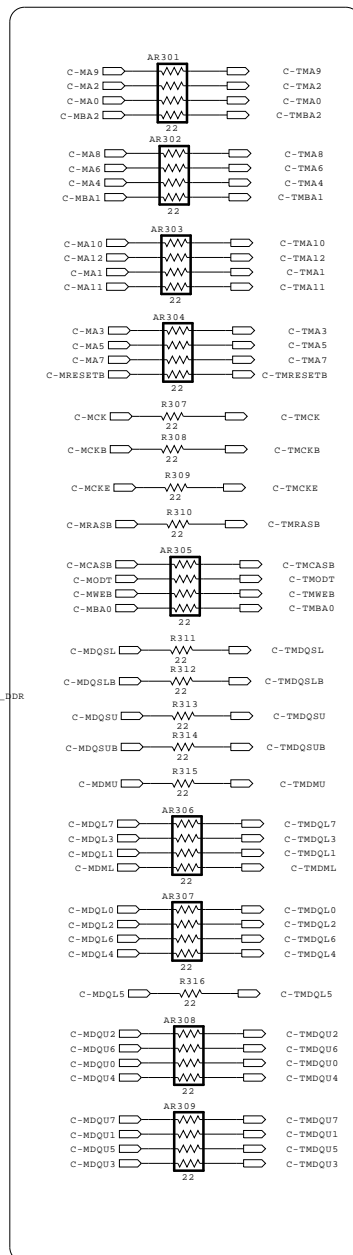 AR301
C-MA9 C-TMA9
C-MA2 C-TMA2
C-MA0 C-TMA0
C-MBA2 C-TMBA2
22
AR302
C-MA8 C-TMA8
C-MA6 C-TMA6
C-MA4 C-TMA4
C-MBA1 C-TMBA1
22
AR303
C-MA10 C-TMA10
C-MA12 C-TMA12
C-MA1 C-TMA1
C-MA11 C-TMA11
22
AR304
C-MA3 C-TMA3
C-MA5 C-TMA5
C-MA7 C-TMA7
C-MRESETB C-TMRESETB
22
R307
C-MCK C-TMCK
22
R308
C-MCKB C-TMCKB
22
R309
C-MCKE C-TMCKE
22
R310
C-MRASB C-TMRASB
22
AR305
C-MCASB C-TMCASB
C-MODT C-TMODT
C-MWEB C-TMWEB
C-MBA0 C-TMBA0
22
R311
C-MDQSL C-TMDQSL
22
R312
C-MDQSLB C-TMDQSLB
22
_DDR
R313
C-MDQSU C-TMDQSU
22
R314
C-MDQSUB C-TMDQSUB
22
R315
C-MDMU C-TMDMU
22
AR306
C-MDQL7 C-TMDQL7
C-MDQL3 C-TMDQL3
C-MDQL1 C-TMDQL1
C-MDML C-TMDML
22
AR307
C-MDQL0 C-TMDQL0
C-MDQL2 C-TMDQL2
C-MDQL6 C-TMDQL6
C-MDQL4 C-TMDQL4
22
R316
C-MDQL5 C-TMDQL5
22
AR308
C-MDQU2 C-TMDQU2
C-MDQU6 C-TMDQU6
C-MDQU0 C-TMDQU0
C-MDQU4 C-TMDQU4
22
AR309
C-MDQU7 C-TMDQU7
C-MDQU1 C-TMDQU1
C-MDQU5 C-TMDQU5
C-MDQU3 C-TMDQU3
22